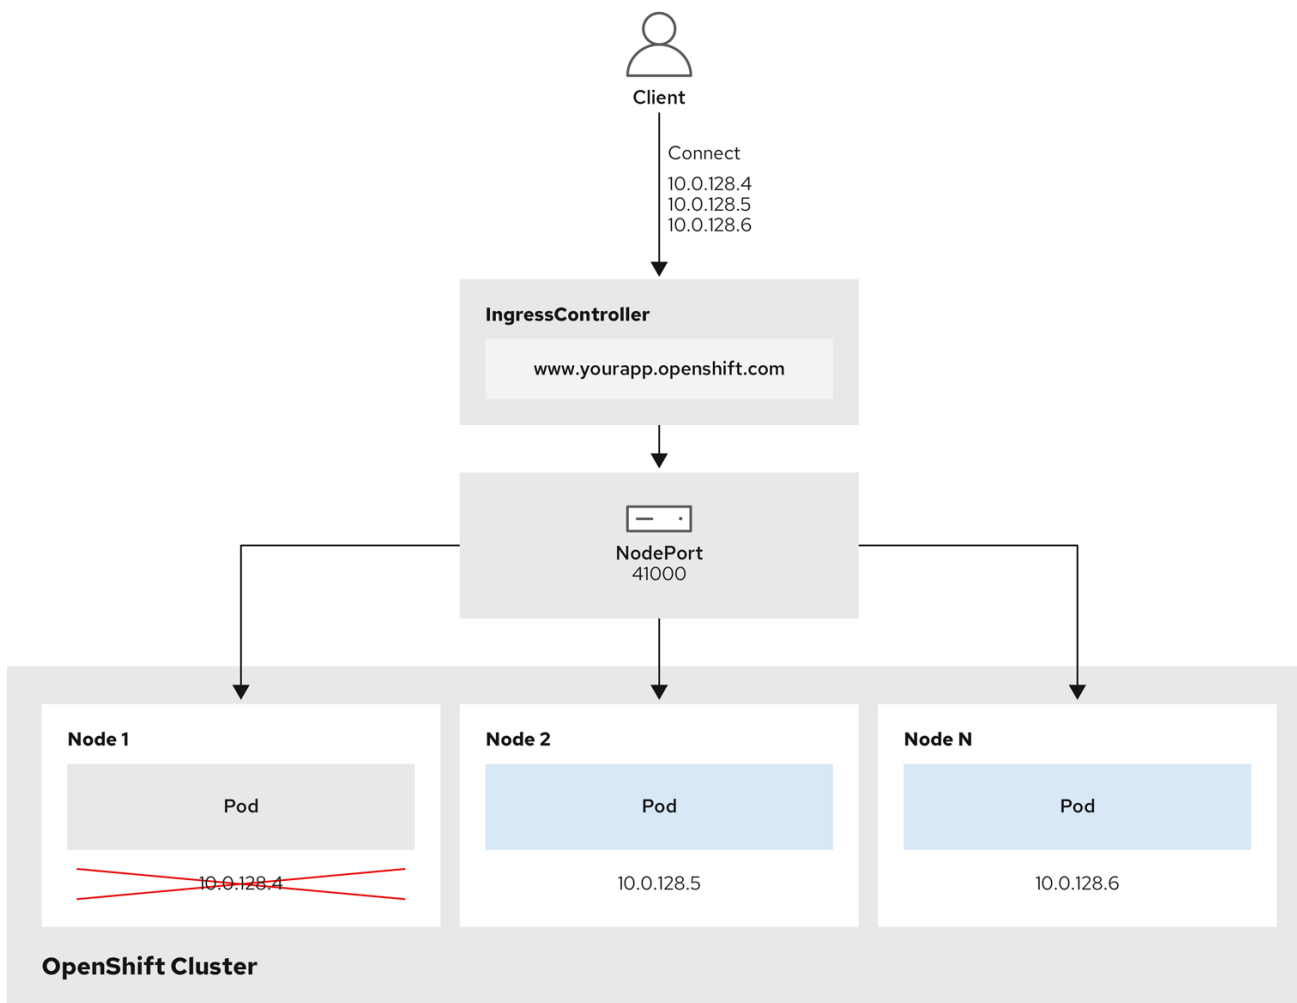 Client
Connect
10.0.128.4
10.0.128.5
10.0.128.6
IngressController
www.yourapp.openshift.com
NodePort
41000
Node 1
Pod
10.0.128.4
Node 2
Pod
10.0.128.5
Node N
Pod
10.0.128.6
OpenShift Cluster